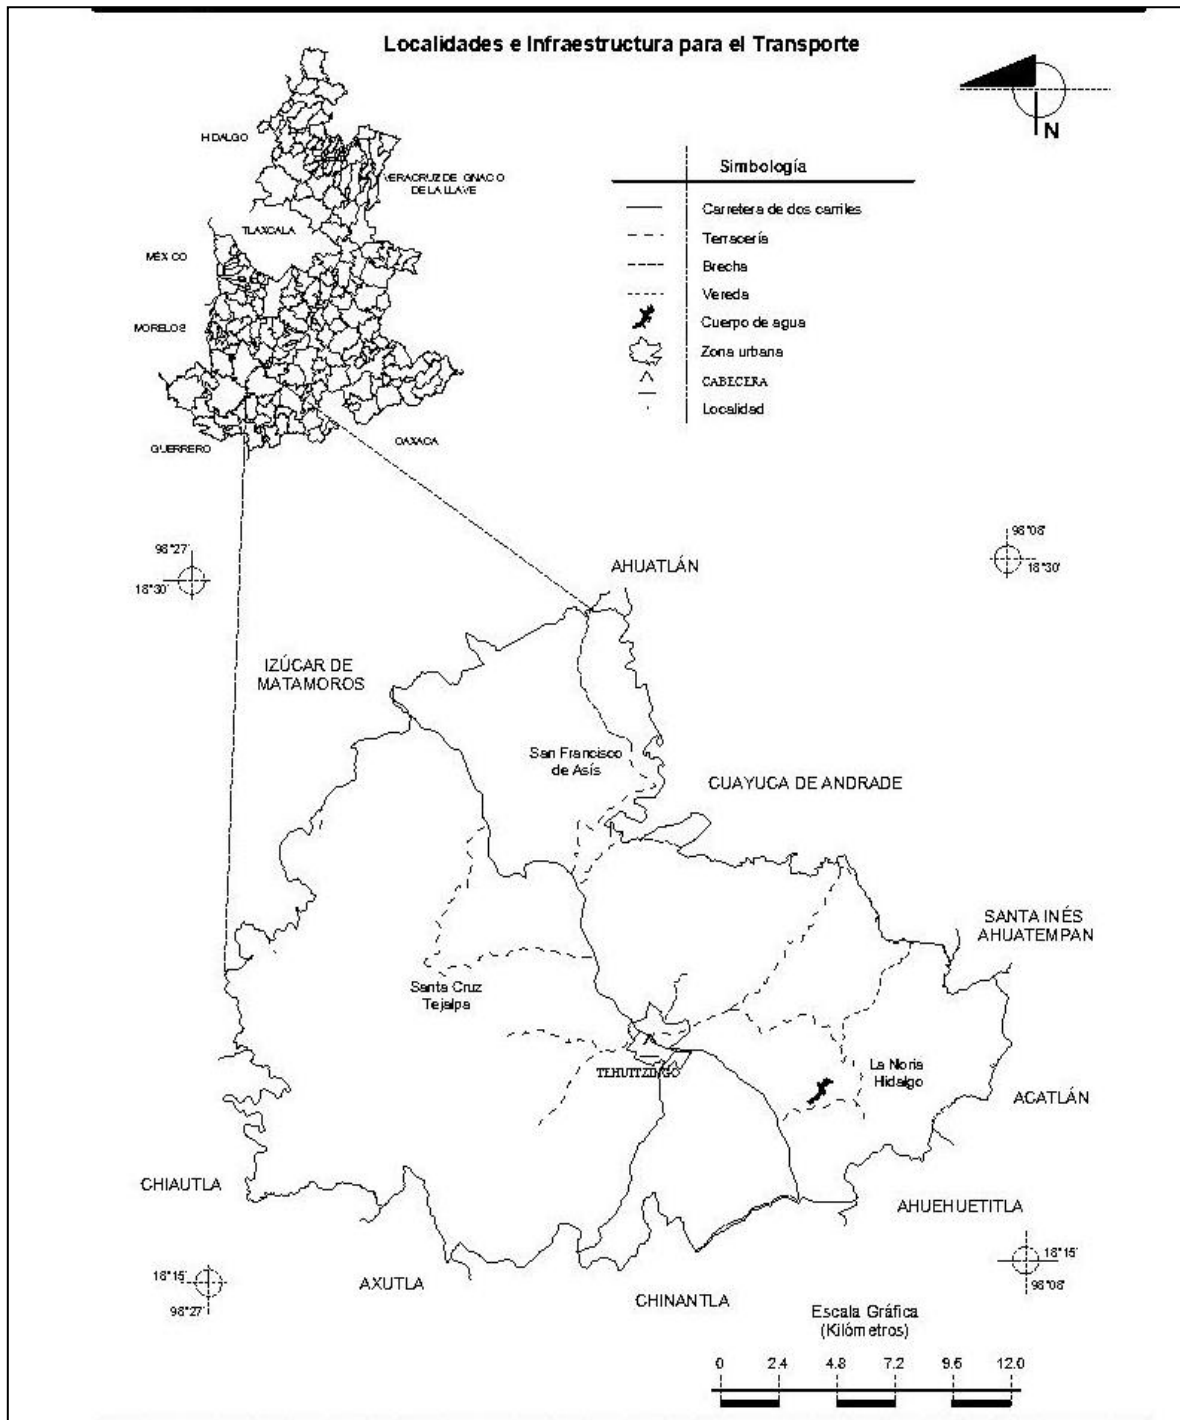 Localidades e Infraestructura para el Transporte
N
HIDALGO
VERACRUZ DE IGNACIO
DE LA LLAVE
TLAXCALA
MÉXICO
MORELOS
GUERRERO
OAXACA
Simbología
Carretera de dos carriles
Terracería
Brecha
Vereda
Cuerpo de agua
Zona urbana
CABECERA
Localidad
98°27'
18°30'
98°08'
18°30'
AHUATLÁN
IZÚCAR DE
MATAMOROS
San Francisco
de Asís
CUAYUCA DE ANDRADE
SANTA INÉS
AHUATEMPAN
Santa Cruz
Tejalpa
TEHUITZINGO
La Noria
Hidalgo
ACATLÁN
CHIAUTLA
AHUEHUETITLA
18°15'
98°27'
18°15'
98°08'
AXUTLA
CHINANTLA
Escala Gráfica
(Kilómetros)
0 2.4 4.8 7.2 9.6 12.0